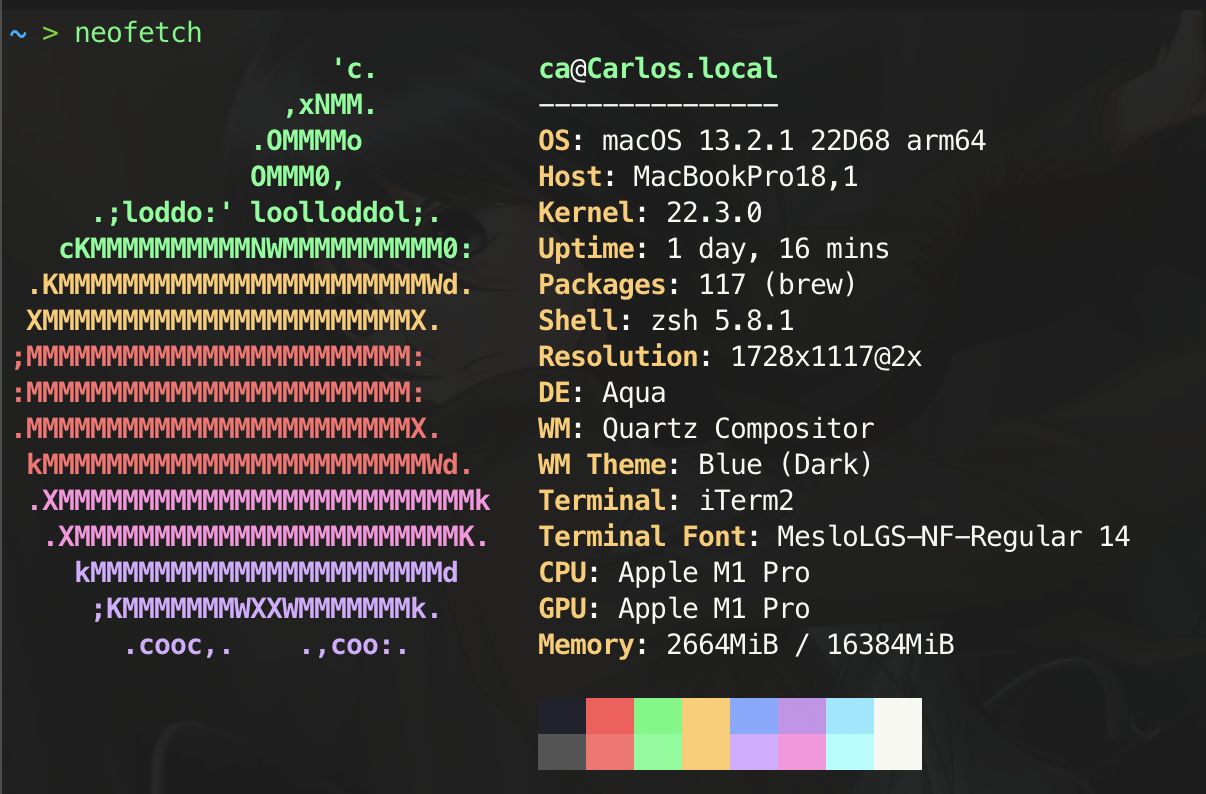 ~ > neofetch
                    'c.          ca@Carlos.local
                 ,xNMM.          ---------------
               .OMMMMo           OS: macOS 13.2.1 22D68 arm64
               OMMM0,            Host: MacBookPro18,1
     .;loddo:' loolloddol;.      Kernel: 22.3.0
   cKMMMMMMMMMMNWMMMMMMMMMM0:    Uptime: 1 day, 16 mins
 .KMMMMMMMMMMMMMMMMMMMMMMMWd.    Packages: 117 (brew)
 XMMMMMMMMMMMMMMMMMMMMMMMX.      Shell: zsh 5.8.1
;MMMMMMMMMMMMMMMMMMMMMMMM:       Resolution: 1728x1117@2x
:MMMMMMMMMMMMMMMMMMMMMMMM:       DE: Aqua
.MMMMMMMMMMMMMMMMMMMMMMMMX.      WM: Quartz Compositor
 kMMMMMMMMMMMMMMMMMMMMMMMMWd.    WM Theme: Blue (Dark)
 .XMMMMMMMMMMMMMMMMMMMMMMMMMMk   Terminal: iTerm2
  .XMMMMMMMMMMMMMMMMMMMMMMMMK.   Terminal Font: MesloLGS-NF-Regular 14
    kMMMMMMMMMMMMMMMMMMMMMMd     CPU: Apple M1 Pro
     ;KMMMMMMMWXXWMMMMMMMk.      GPU: Apple M1 Pro
       .cooc,.    .,coo:.        Memory: 2664MiB / 16384MiB